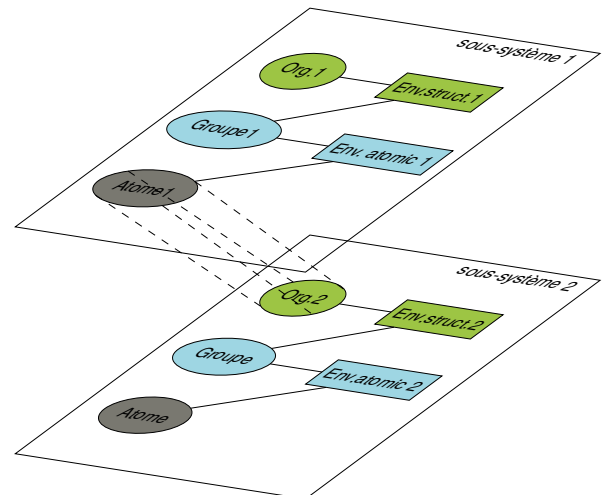 sous-système 1
Org.1
Env.struct.1
Groupe1
Env. atomic 1
Atome1
sous-système 2
Org.2
Env.struct.2
Groupe
Env.atomic 2
Atome